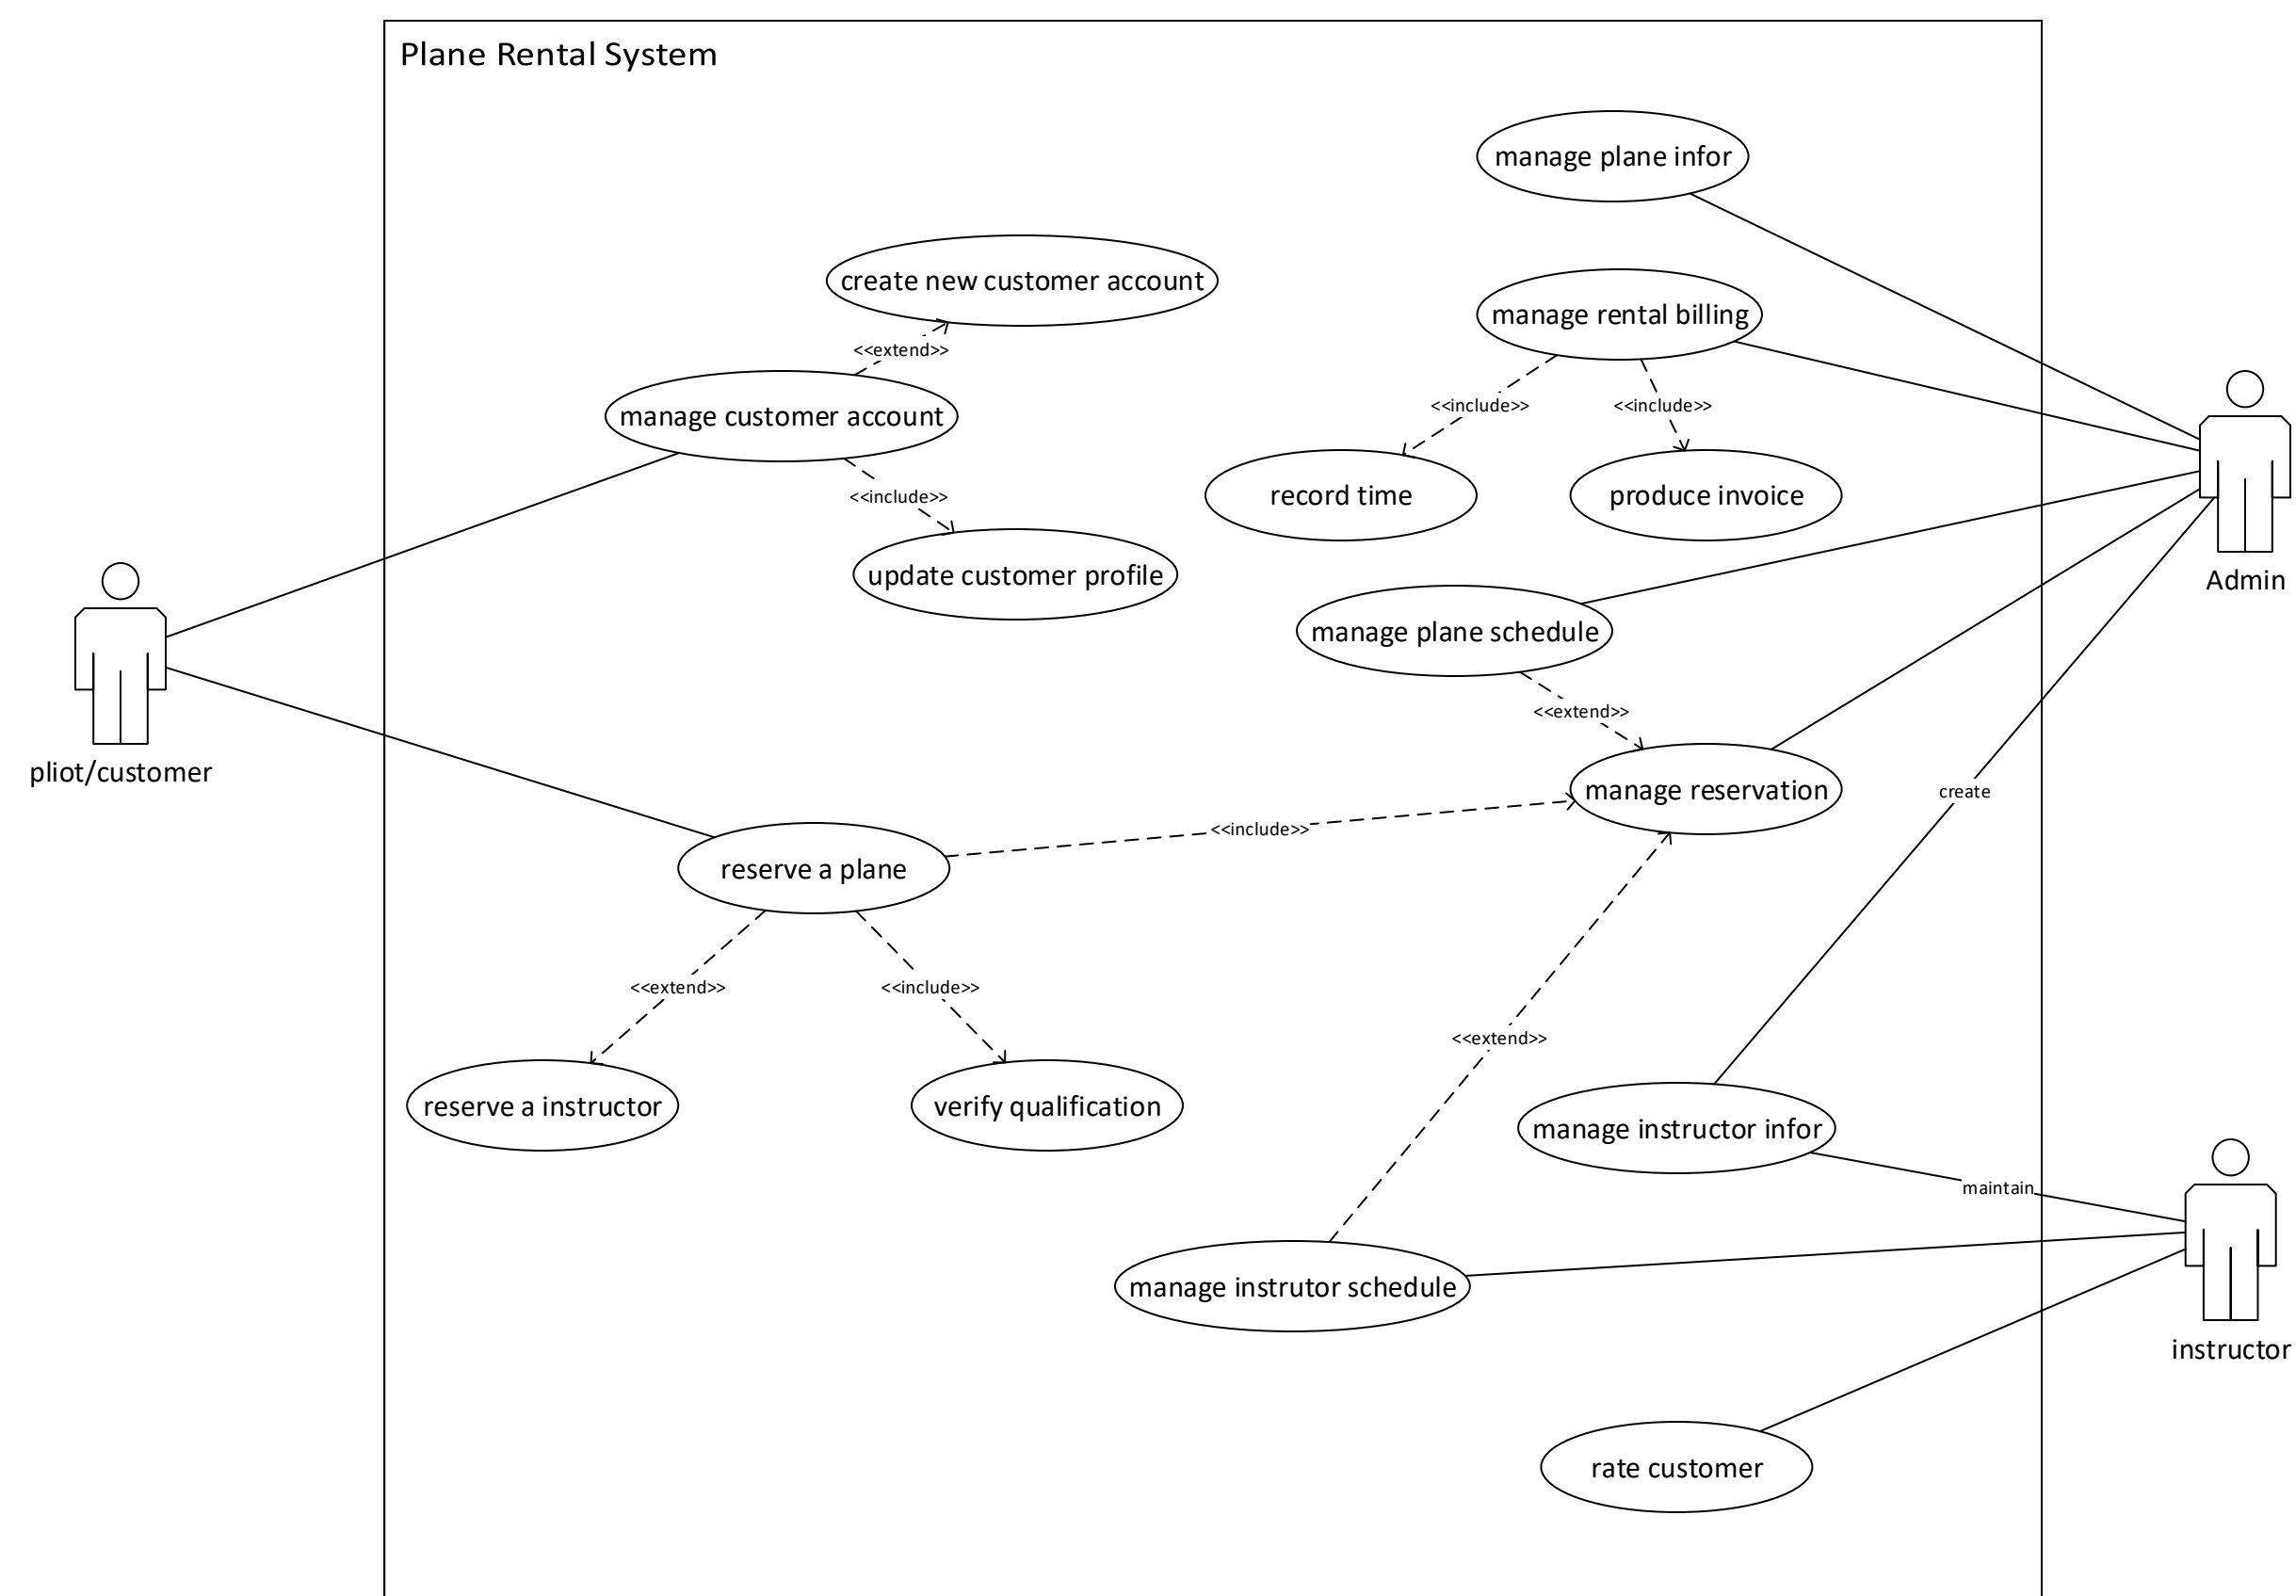 Plane Rental System
manage plane infor
create new customer account
manage rental billing
<<extend>>
manage customer account
<<include>>
<<include>>
<<include>>
record time
produce invoice
update customer profile
Admin
manage plane schedule
<<extend>>
pliot/customer
manage reservation
create
<<include>>
reserve a plane
<<extend>>
<<include>>
<<extend>>
reserve a instructor
verify qualification
manage instructor infor
maintain
manage instrutor schedule
instructor
rate customer